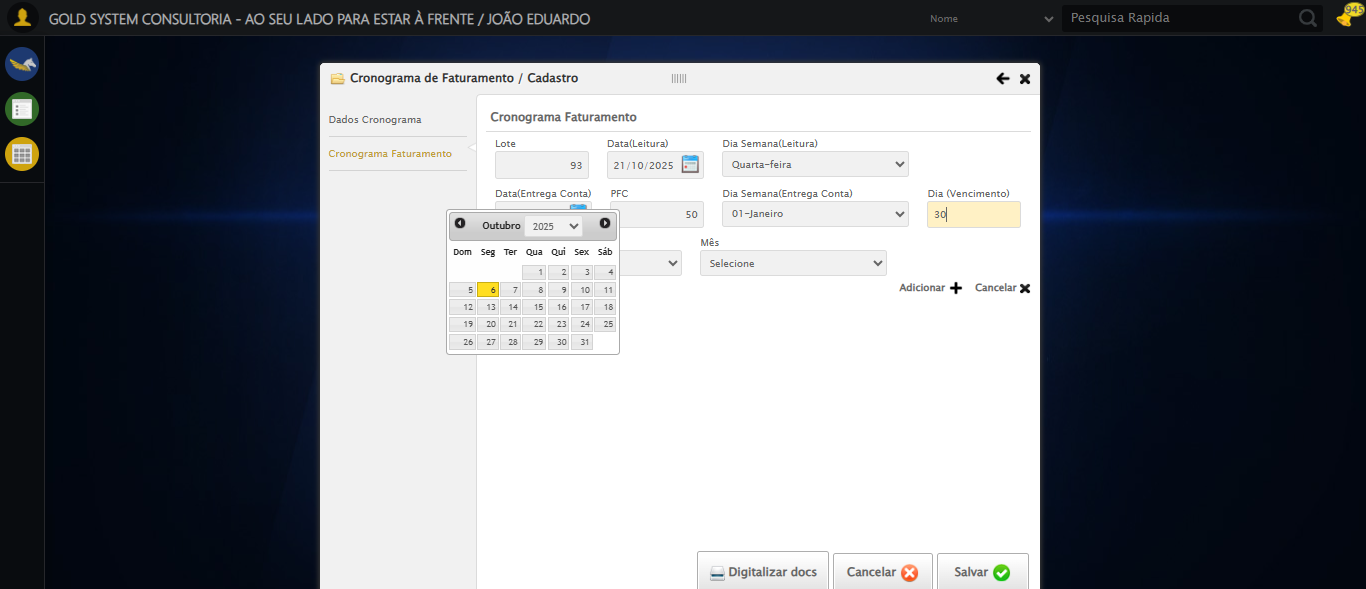 GOLD SYSTEM CONSULTORIA - AO SEU LADO PARA ESTAR À FRENTE / JOÃO EDUARDO
Nome
Pesquisa Rapida
945
Cronograma de Faturamento / Cadastro
Dados Cronograma
Cronograma Faturamento
Cronograma Faturamento
Lote Data(Leitura) Dia Semana(Leitura)
93 21/10/2025 Quarta-feira
Data(Entrega Conta) PFC Dia Semana(Entrega Conta) Dia (Vencimento)
50 01-Janeiro 30
Outubro 2025
Dom Seg Ter Qua Qui Sex Sáb
1 2 3 4
5 6 7 8 9 10 11
12 13 14 15 16 17 18
19 20 21 22 23 24 25
26 27 28 29 30 31
Mês
Selecione
Adicionar Cancelar
Digitalizar docs Cancelar Salvar